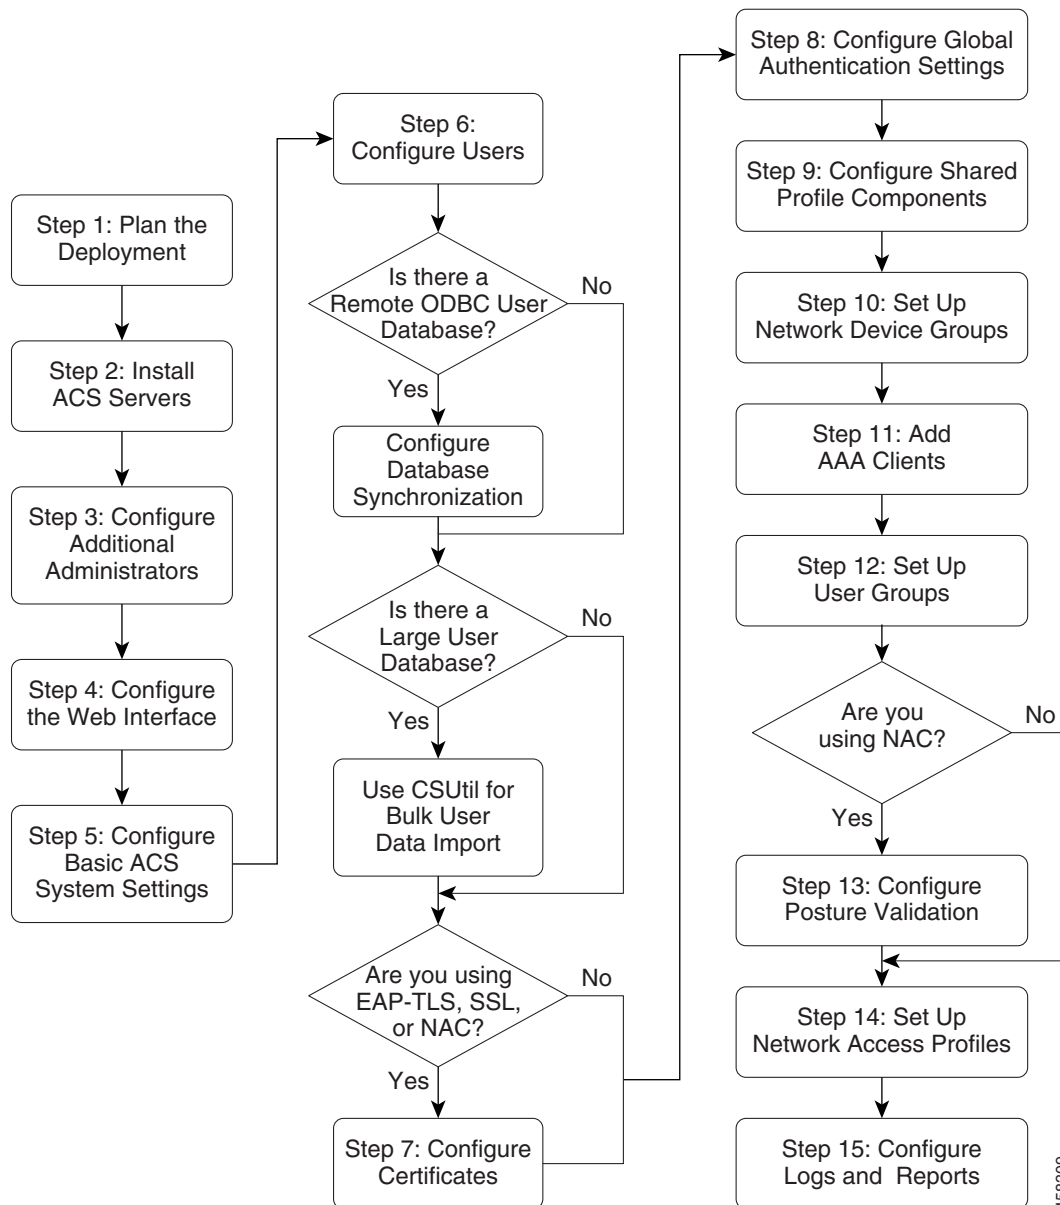 Step 1: Plan the
Deployment
Step 2: Install
ACS Servers
Step 3: Configure
Additional
Administrators
Step 4: Configure
the Web Interface
Step 5: Configure
Basic ACS
System Settings
Step 6:
Configure Users
Is there a
Remote ODBC User
Database?
No
Yes
Configure
Database
Synchronization
Is there a
Large User
Database?
No
Yes
Use CSUtil for
Bulk User
Data Import
Are you using
EAP-TLS, SSL,
or NAC?
No
Yes
Step 7: Configure
Certificates
Step 8: Configure Global
Authentication Settings
Step 9: Configure Shared
Profile Components
Step 10: Set Up
Network Device Groups
Step 11: Add
AAA Clients
Step 12: Set Up
User Groups
Are you
using NAC?
No
Yes
Step 13: Configure
Posture Validation
Step 14: Set Up
Network Access Profiles
Step 15: Configure
Logs and Reports